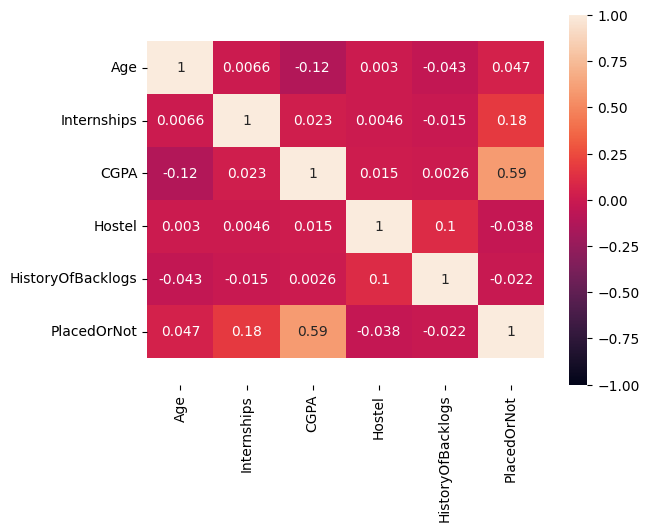 1.00
Age 1 0.0066 -0.12 0.003 -0.043 0.047
0.75
Internships 0.0066 1 0.023 0.0046 -0.015 0.18
0.50
CGPA -0.12 0.023 1 0.015 0.0026 0.59
0.25
0.00
Hostel 0.003 0.0046 0.015 1 0.1 -0.038
-0.25
HistoryOfBacklogs -0.043 -0.015 0.0026 0.1 1 -0.022
-0.50
PlacedOrNot 0.047 0.18 0.59 -0.038 -0.022 1
-0.75
-1.00
Age
Internships
CGPA
Hostel
HistoryOfBacklogs
PlacedOrNot